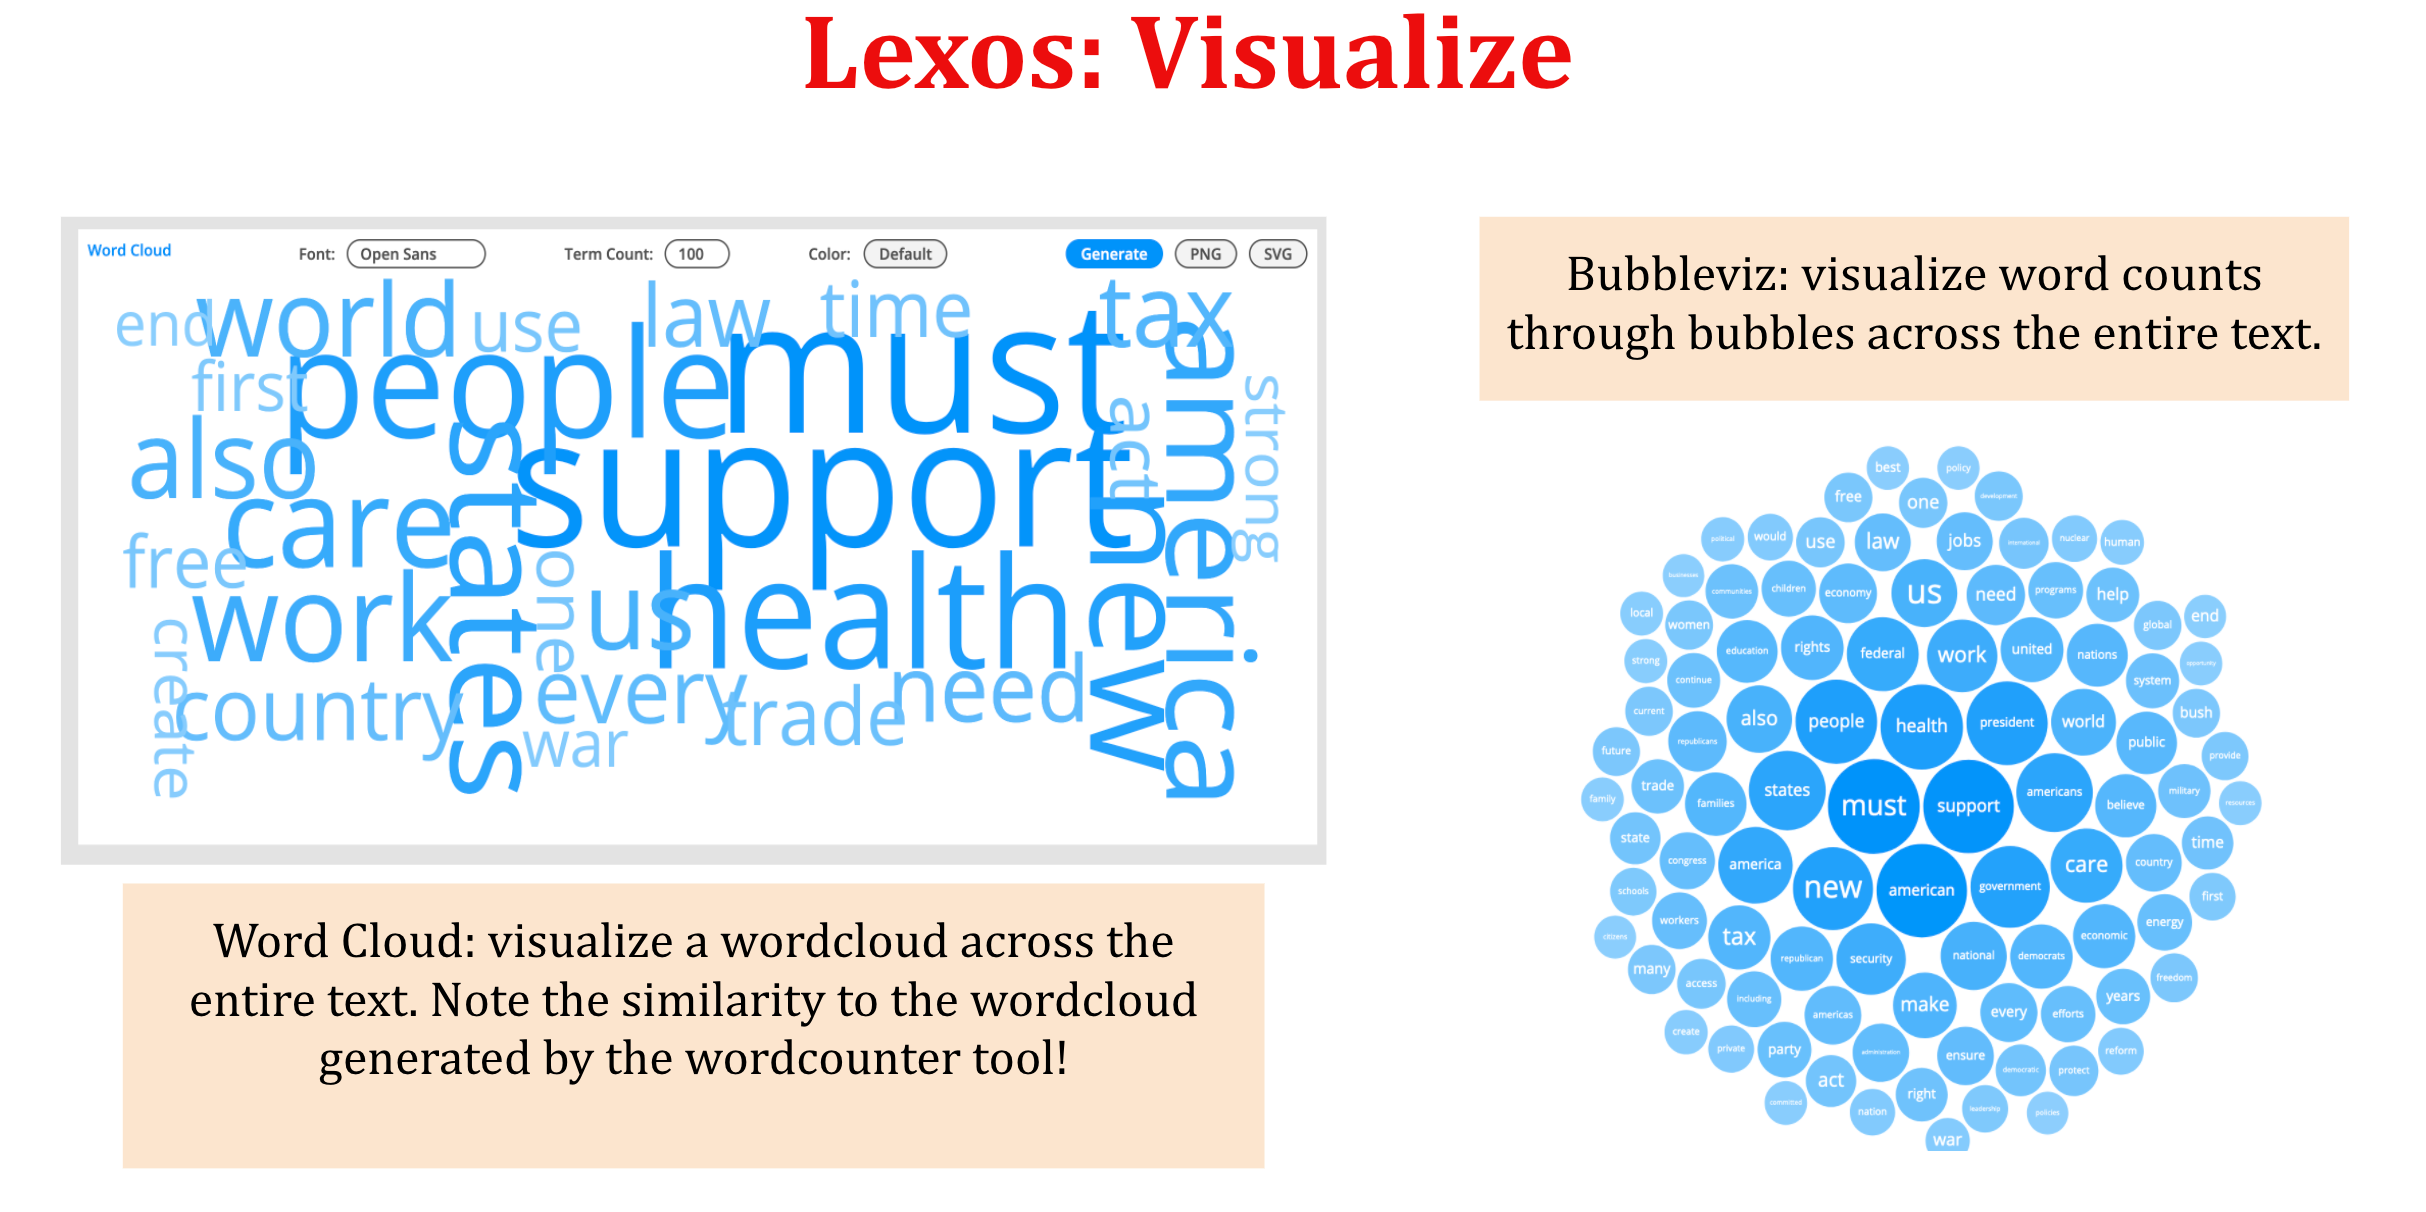 Lexos: Visualize
Word Cloud
Font: Open Sans
Term Count: 100
Color: Default
Generate PNG SVG
end world use law time tax
first people must america
also states support act strong
free care new
work one us health
create country every trade need
war
Word Cloud: visualize a wordcloud across the
entire text. Note the similarity to the wordcloud
generated by the wordcounter tool!
Bubbleviz: visualize word counts
through bubbles across the entire text.
best policy
free one development
political would use law jobs international nuclear human
businesses communities children economy us need programs help
local women education rights federal work united nations global end
strong continue system opportunity
current also people health president world public bush
future republicans provide
family trade families states must support americans believe military resources
state congress america new american government care country time
schools workers tax republican security national democrats economic energy first
citizens many access including americas make every efforts years freedom
create private party administration ensure democratic protect reform
committed act nation right leadership policies
war